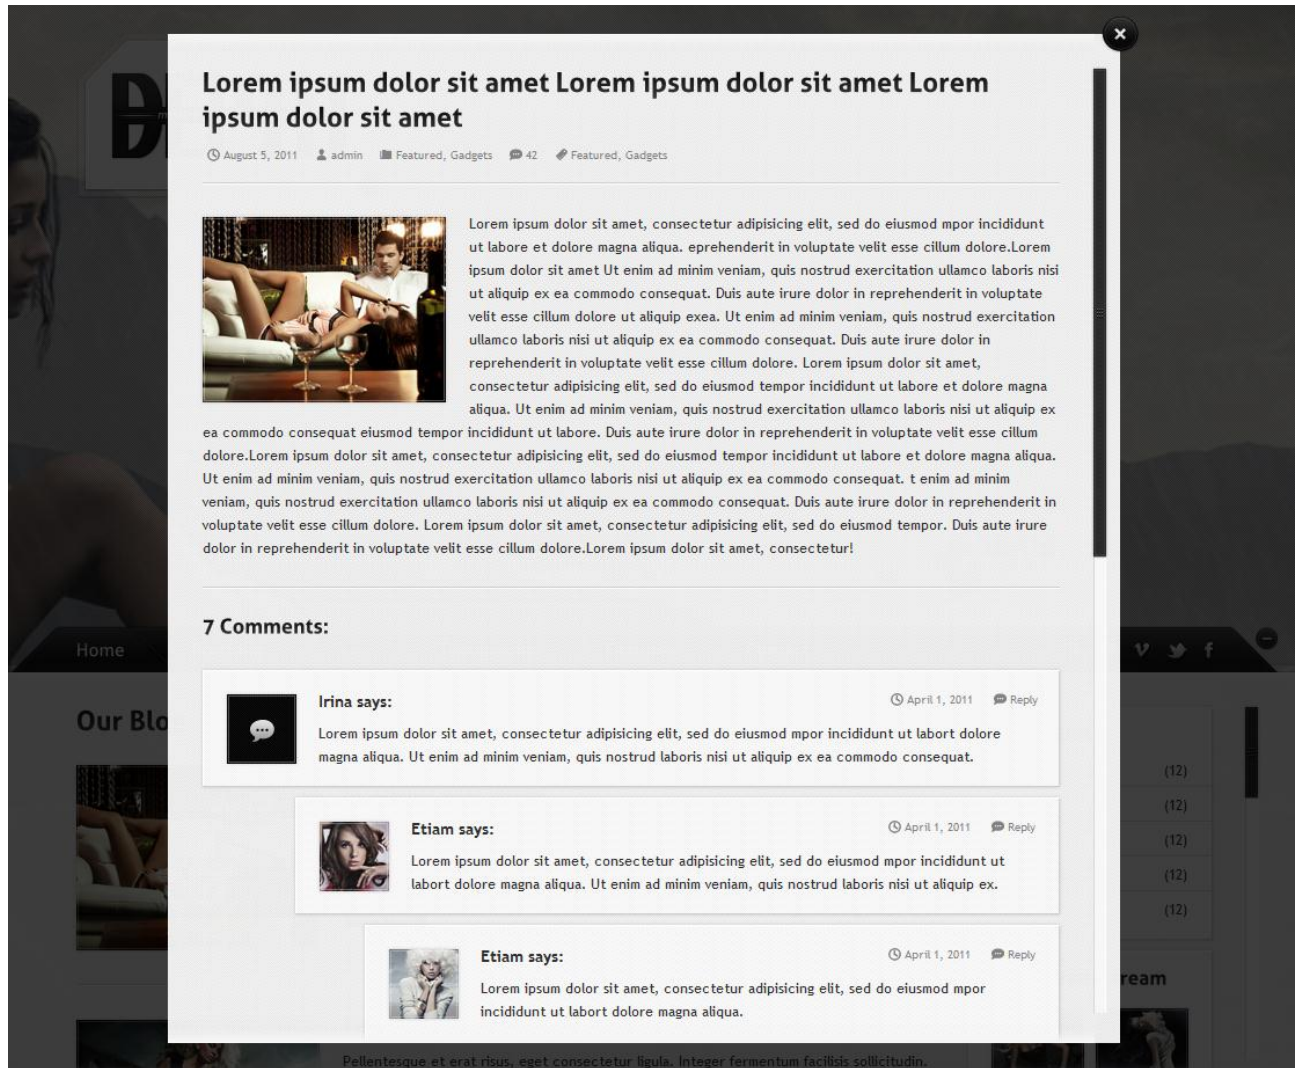 Lorem ipsum dolor sit amet Lorem ipsum dolor sit amet Lorem
ipsum dolor sit amet
August 5, 2011 admin Featured, Gadgets 42 Featured, Gadgets
Lorem ipsum dolor sit amet, consectetur adipisicing elit, sed do eiusmod mpor incididunt
ut labore et dolore magna aliqua. eprehenderit in voluptate velit esse cillum dolore.Lorem
ipsum dolor sit amet Ut enim ad minim veniam, quis nostrud exercitation ullamco laboris nisi
ut aliquip ex ea commodo consequat. Duis aute irure dolor in reprehenderit in voluptate
velit esse cillum dolore ut aliquip exea. Ut enim ad minim veniam, quis nostrud exercitation
ullamco laboris nisi ut aliquip ex ea commodo consequat. Duis aute irure dolor in
reprehenderit in voluptate velit esse cillum dolore. Lorem ipsum dolor sit amet,
consectetur adipisicing elit, sed do eiusmod tempor incididunt ut labore et dolore magna
aliqua. Ut enim ad minim veniam, quis nostrud exercitation ullamco laboris nisi ut aliquip ex
ea commodo consequat eiusmod tempor incididunt ut labore. Duis aute irure dolor in reprehenderit in voluptate velit esse cillum
dolore.Lorem ipsum dolor sit amet, consectetur adipisicing elit, sed do eiusmod tempor incididunt ut labore et dolore magna aliqua.
Ut enim ad minim veniam, quis nostrud exercitation ullamco laboris nisi ut aliquip ex ea commodo consequat. t enim ad minim
veniam, quis nostrud exercitation ullamco laboris nisi ut aliquip ex ea commodo consequat. Duis aute irure dolor in reprehenderit in
voluptate velit esse cillum dolore. Lorem ipsum dolor sit amet, consectetur adipisicing elit, sed do eiusmod tempor. Duis aute irure
dolor in reprehenderit in voluptate velit esse cillum dolore.Lorem ipsum dolor sit amet, consectetur!
7 Comments:
Home
Irina says:
April 1, 2011 Reply
Lorem ipsum dolor sit amet, consectetur adipisicing elit, sed do eiusmod mpor incididunt ut labort dolore
magna aliqua. Ut enim ad minim veniam, quis nostrud laboris nisi ut aliquip ex ea commodo consequat.
Our Blo
Etiam says:
April 1, 2011 Reply
Lorem ipsum dolor sit amet, consectetur adipisicing elit, sed do eiusmod mpor incididunt ut
labort dolore magna aliqua. Ut enim ad minim veniam, quis nostrud laboris nisi ut aliquip ex.
(12)
(12)
(12)
(12)
(12)
Etiam says:
April 1, 2011 Reply
Lorem ipsum dolor sit amet, consectetur adipisicing elit, sed do eiusmod mpor
incididunt ut labort dolore magna aliqua.
ream
Pellentesque et erat risus, eget consectetur ligula. Integer fermentum facilisis sollicitudin.